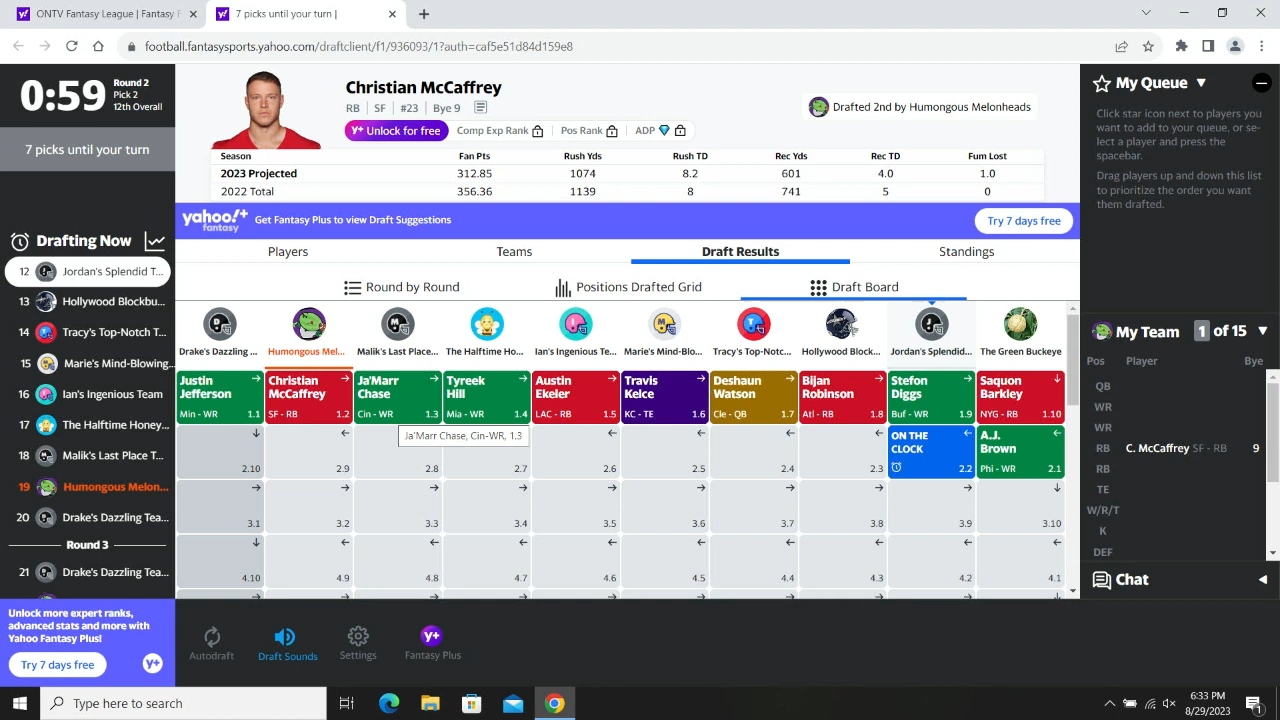 ONTV Fantasy League | Fantasy F
7 picks until your turn |
football.fantasysports.yahoo.com/draftclient/f1/936093/1?auth=caf5e51d84d159e8
0:59
Round 2
Pick 2
12th Overall
7 picks until your turn
Drafting Now
12 Jordan's Splendid T...
13 Hollywood Blockbu...
14 Tracy's Top-Notch T...
15 Marie's Mind-Blowing...
16 Ian's Ingenious Team
17 The Halftime Honey...
18 Malik's Last Place T...
19 Humongous Melon...
20 Drake's Dazzling Tea...
Round 3
21 Drake's Dazzling Tea...
Unlock more expert ranks,
advanced stats and more with
Yahoo Fantasy Plus!
Try 7 days free
Y+
Christian McCaffrey
RB | SF | #23 | Bye 9
Y+ Unlock for free Comp Exp Rank Pos Rank ADP
Drafted 2nd by Humongous Melonheads
Season Fan Pts Rush Yds Rush TD Rec Yds Rec TD Fum Lost
2023 Projected 312.85 1074 8.2 601 4.0 1.0
2022 Total 356.36 1139 8 741 5 0
yahoo!+
fantasy
Get Fantasy Plus to view Draft Suggestions
Try 7 days free
Players Teams Draft Results Standings
Round by Round Positions Drafted Grid Draft Board
Drake's Dazzling ... Humongous Mel... Malik's Last Place... The Halftime Ho... Ian's Ingenious Te... Marie's Mind-Blo... Tracy's Top-Notc... Hollywood Block... Jordan's Splendid... The Green Buckeye
Justin Jefferson Min - WR 1.1
Christian McCaffrey SF - RB 1.2
Ja'Marr Chase Cin - WR 1.3
Tyreek Hill Mia - WR 1.4
Austin Ekeler LAC - RB 1.5
Travis Kelce KC - TE 1.6
Deshaun Watson Cle - QB 1.7
Bijan Robinson Atl - RB 1.8
Stefon Diggs Buf - WR 1.9
Saquon Barkley NYG - RB 1.10
Ja'Marr Chase, Cin-WR, 1.3
2.10 2.9 2.8 2.7 2.6 2.5 2.4 2.3
ON THE CLOCK 2.2
A.J. Brown Phi - WR 2.1
3.1 3.2 3.3 3.4 3.5 3.6 3.7 3.8 3.9 3.10
4.10 4.9 4.8 4.7 4.6 4.5 4.4 4.3 4.2 4.1
Autodraft
Draft Sounds
Settings
Y+
Fantasy Plus
My Queue
Click star icon next to players you
want to add to your queue, or se-
lect a player and press the
spacebar.
Drag players up and down this list
to prioritize the order you want
them drafted.
My Team 1 of 15
Pos Player Bye
QB
WR
WR
RB C. McCaffrey SF - RB 9
RB
TE
W/R/T
K
DEF
Chat
Type here to search
6:33 PM
8/29/2023
1